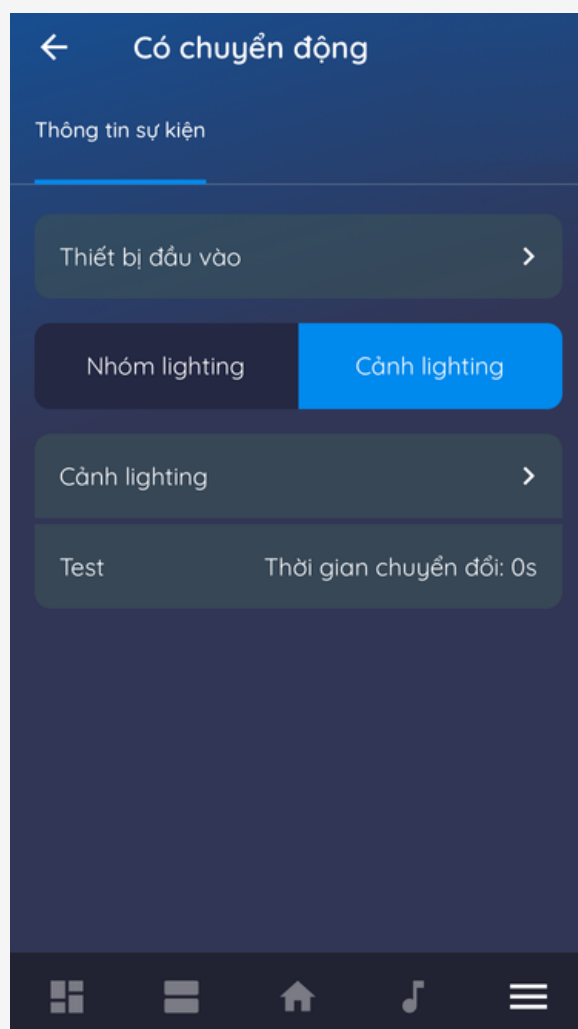 Có chuyển động
Thông tin sự kiện
Thiết bị đầu vào
Nhóm lighting
Cảnh lighting
Cảnh lighting
Test
Thời gian chuyển đổi: 0s